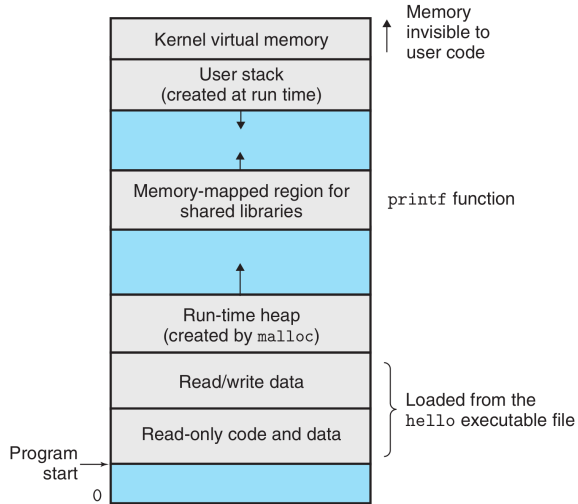 Memory
invisible to
user code
Kernel virtual memory
User stack
(created at run time)
Memory-mapped region for
shared libraries
printf function
Run-time heap
(created by malloc)
Read/write data
Loaded from the
hello executable file
Read-only code and data
Program
start
0